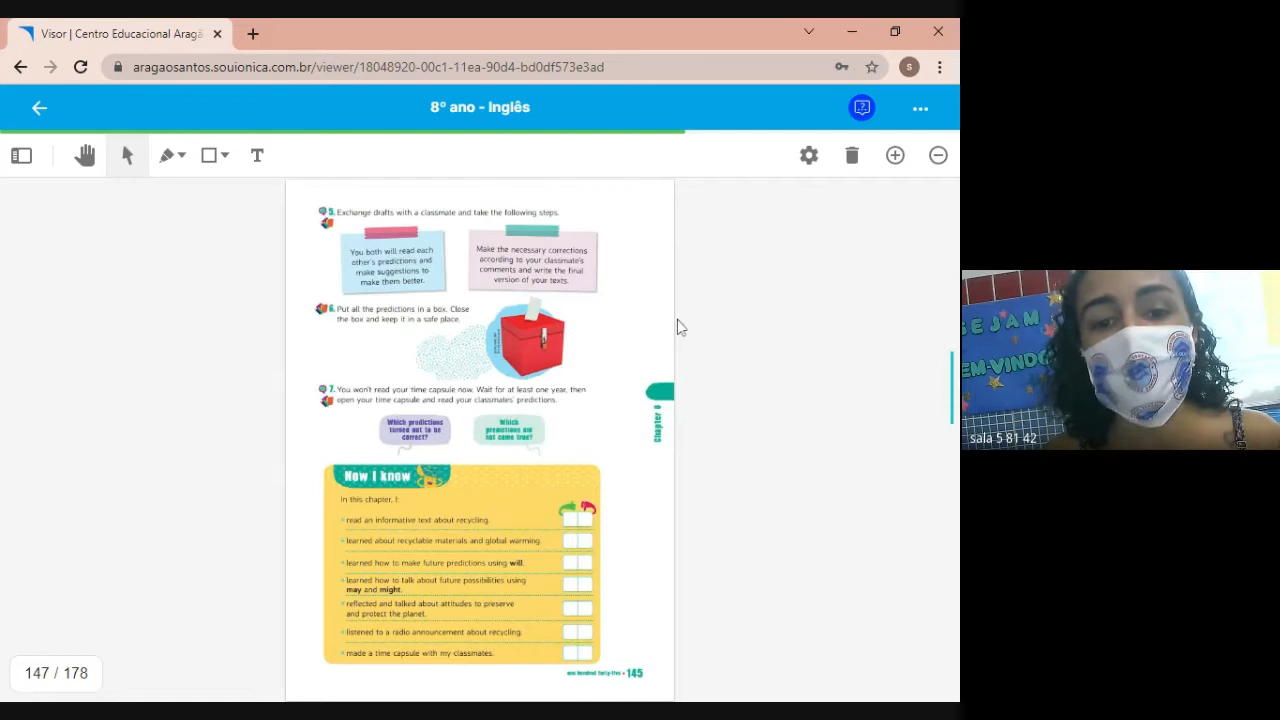 Visor | Centro Educacional Aragã
aragaosantos.souionica.com.br/viewer/18048920-00c1-11ea-90d4-bd0df573e3ad
S
8º ano - Inglês
T
5. Exchange drafts with a classmate and take the following steps.
You both will read each
other's predictions and
make suggestions to
make them better.
Make the necessary corrections
according to your classmate's
comments and write the final
version of your texts.
6. Put all the predictions in a box. Close
the box and keep it in a safe place.
7. You won't read your time capsule now. Wait for at least one year, then
open your time capsule and read your classmates' predictions.
Which predictions
turned out to be
correct?
Which
predictions did
not come true?
Chapter 8
Now I know
In this chapter, I:
read an informative text about recycling.
learned about recyclable materials and global warming.
learned how to make future predictions using will.
learned how to talk about future possibilities using
may and might.
reflected and talked about attitudes to preserve
and protect the planet.
listened to a radio announcement about recycling.
made a time capsule with my classmates.
one hundred forty-five • 145
147 / 178
SEJAM
EM-VINDO
sala 5 81 42